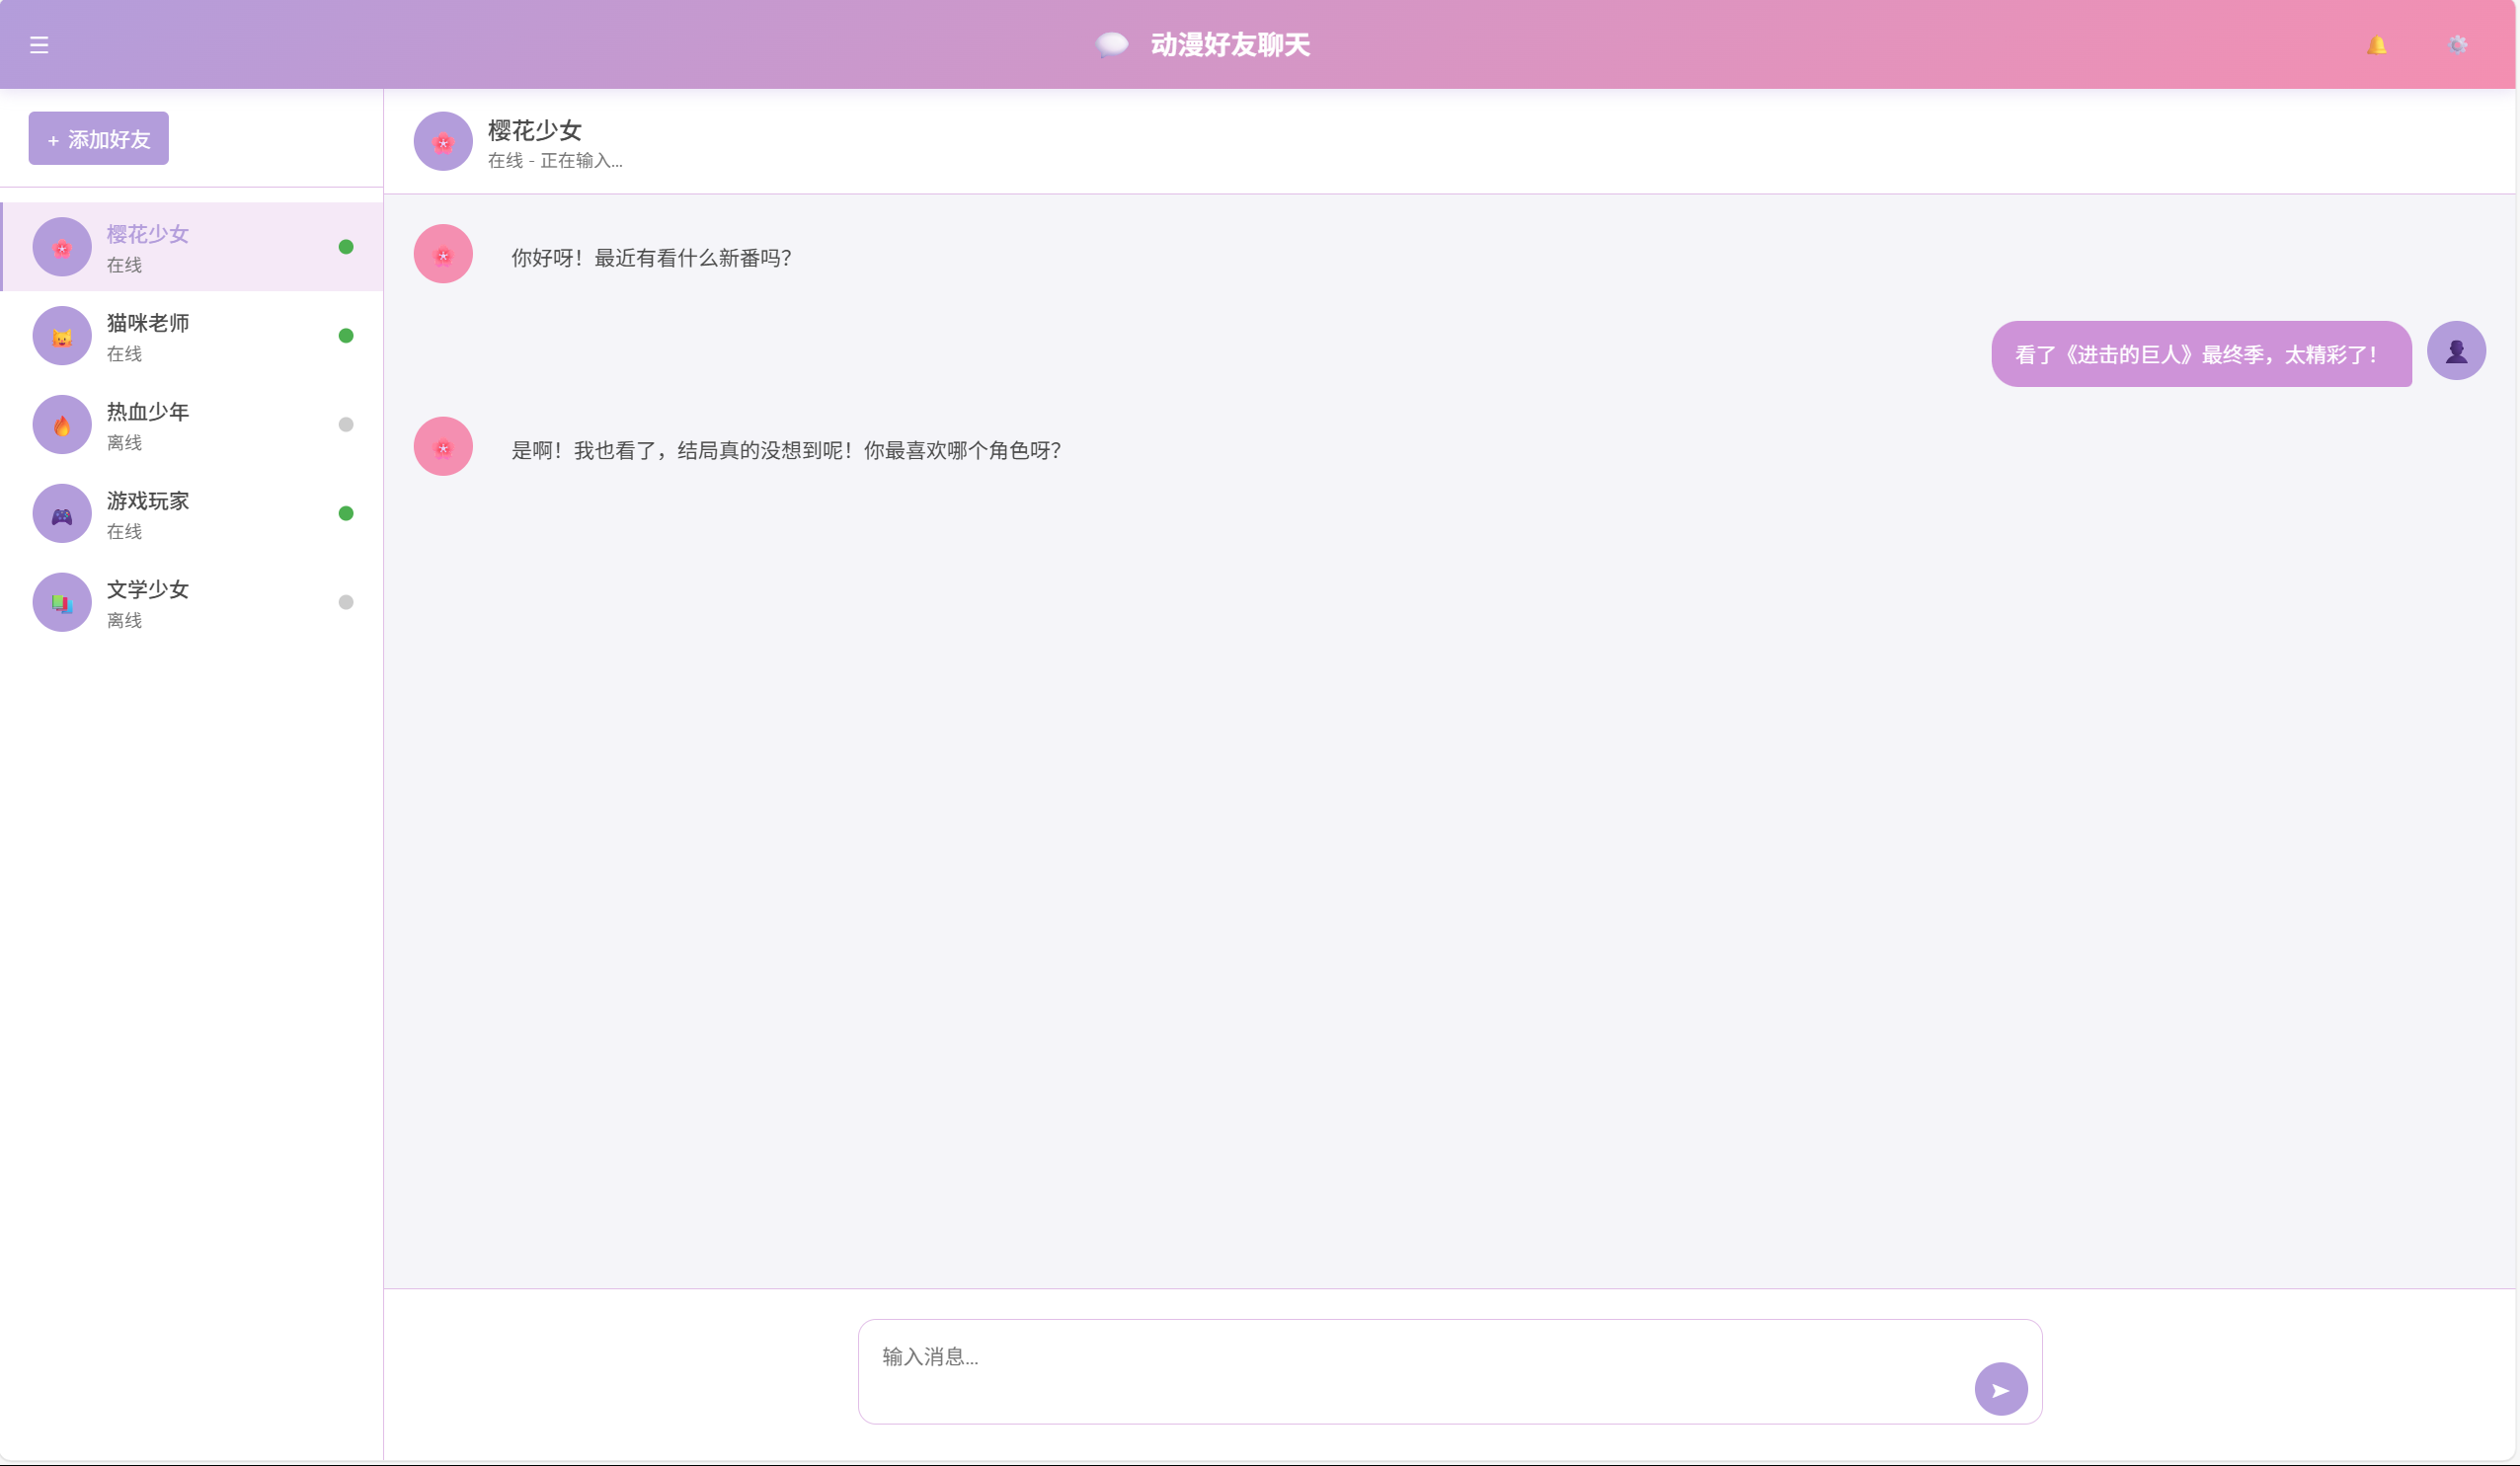 动漫好友聊天
+ 添加好友
樱花少女
在线
猫咪老师
在线
热血少年
离线
游戏玩家
在线
文学少女
离线
樱花少女
在线 - 正在输入...
你好呀！最近有看什么新番吗？
看了《进击的巨人》最终季，太精彩了！
是啊！我也看了，结局真的没想到呢！你最喜欢哪个角色呀？
输入消息...